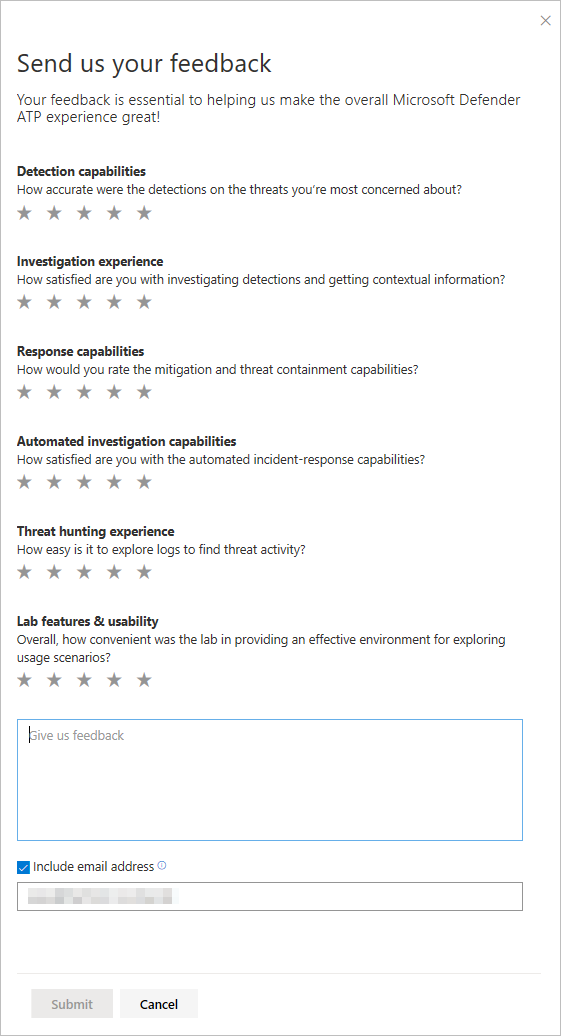 Send us your feedback
Your feedback is essential to helping us make the overall Microsoft Defender
ATP experience great!
Detection capabilities
How accurate were the detections on the threats you're most concerned about?
Investigation experience
How satisfied are you with investigating detections and getting contextual information?
Response capabilities
How would you rate the mitigation and threat containment capabilities?
Automated investigation capabilities
How satisfied are you with the automated incident-response capabilities?
Threat hunting experience
How easy is it to explore logs to find threat activity?
Lab features & usability
Overall, how convenient was the lab in providing an effective environment for exploring
usage scenarios?
Give us feedback
Include email address
Submit Cancel